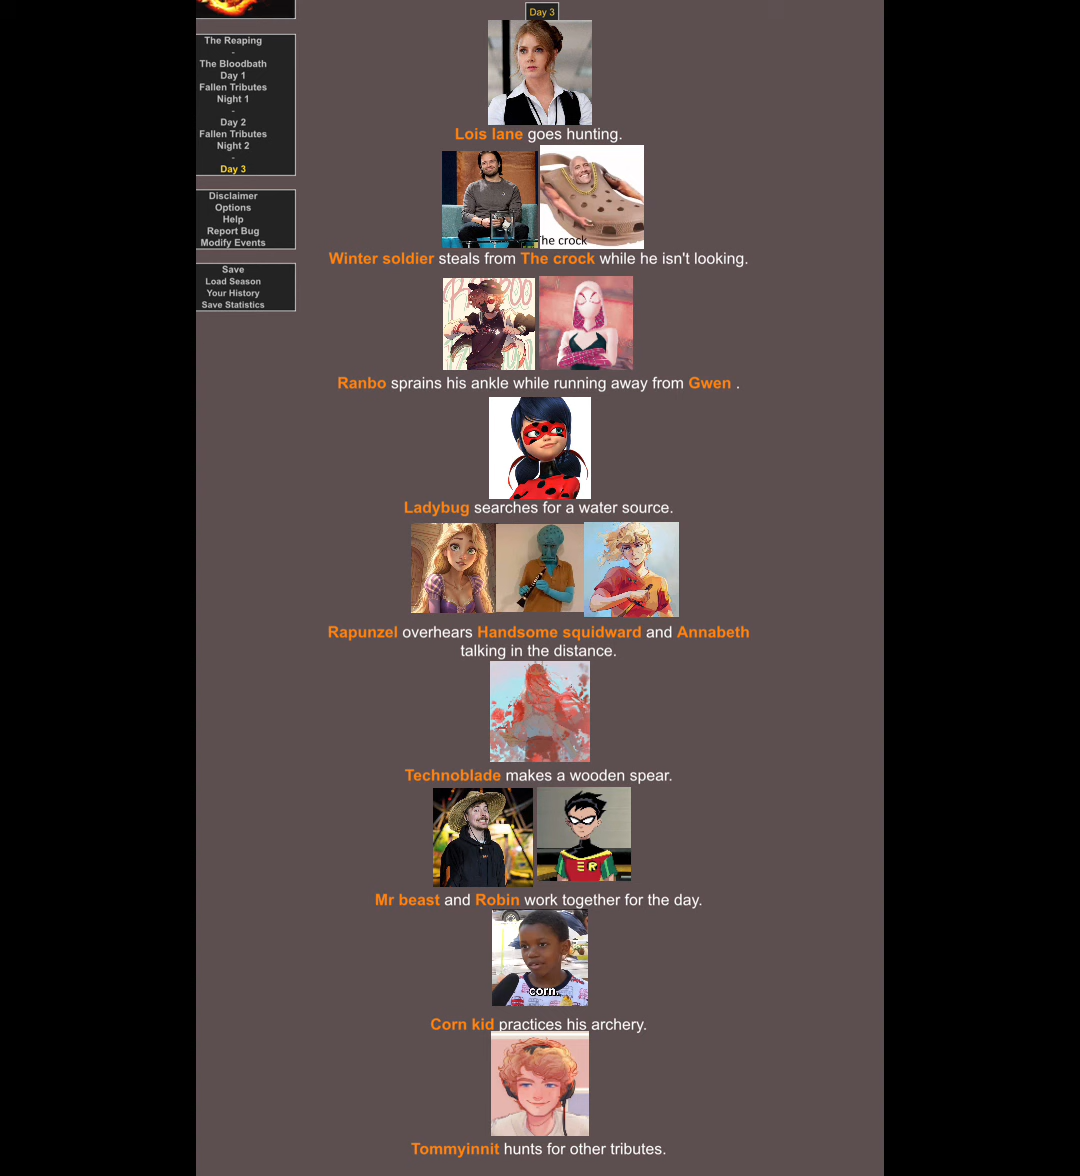 The Reaping
-
The Bloodbath
Day 1
Fallen Tributes
Night 1
-
Day 2
Fallen Tributes
Night 2
-
Day 3
Disclaimer
Options
Help
Report Bug
Modify Events
Save
Load Season
Your History
Save Statistics
Day 3
Lois lane goes hunting.
The crock
Winter soldier steals from The crock while he isn't looking.
Ranbo sprains his ankle while running away from Gwen .
Ladybug searches for a water source.
Rapunzel overhears Handsome squidward and Annabeth
talking in the distance.
Technoblade makes a wooden spear.
R
Mr beast and Robin work together for the day.
corn.
Corn kid practices his archery.
Tommyinnit hunts for other tributes.